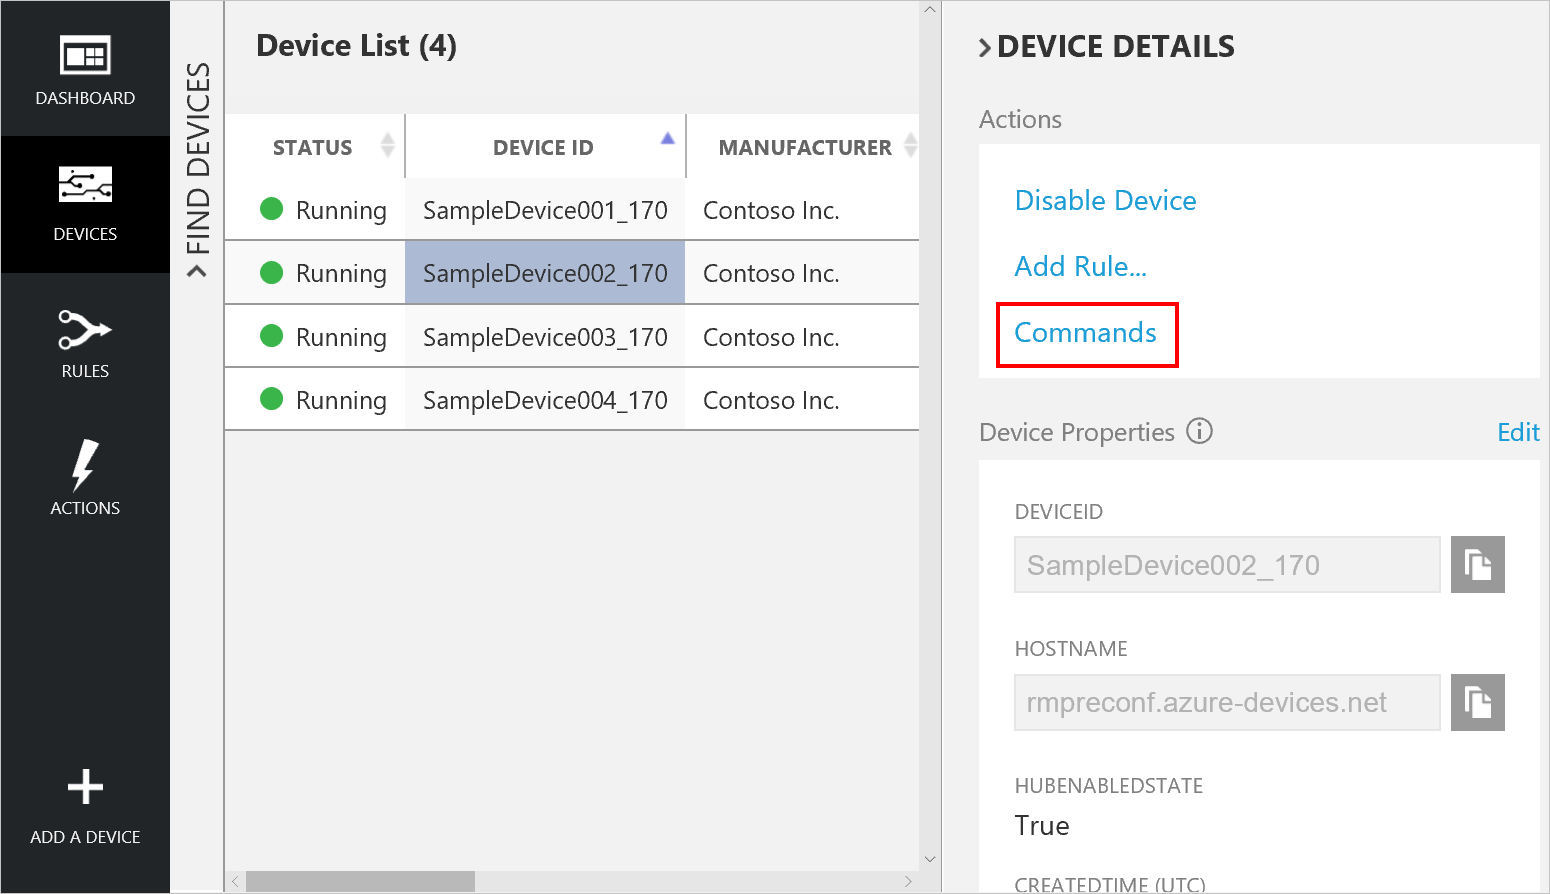 DASHBOARD
DEVICES
RULES
ACTIONS
ADD A DEVICE
FIND DEVICES
Device List (4)
STATUS DEVICE ID MANUFACTURER
Running SampleDevice001_170 Contoso Inc.
Running SampleDevice002_170 Contoso Inc.
Running SampleDevice003_170 Contoso Inc.
Running SampleDevice004_170 Contoso Inc.
DEVICE DETAILS
Actions
Disable Device
Add Rule...
Commands
Device Properties Edit
DEVICEID
SampleDevice002_170
HOSTNAME
rmpreconf.azure-devices.net
HUBENABLEDSTATE
True
CREATEDTIME (UTC)